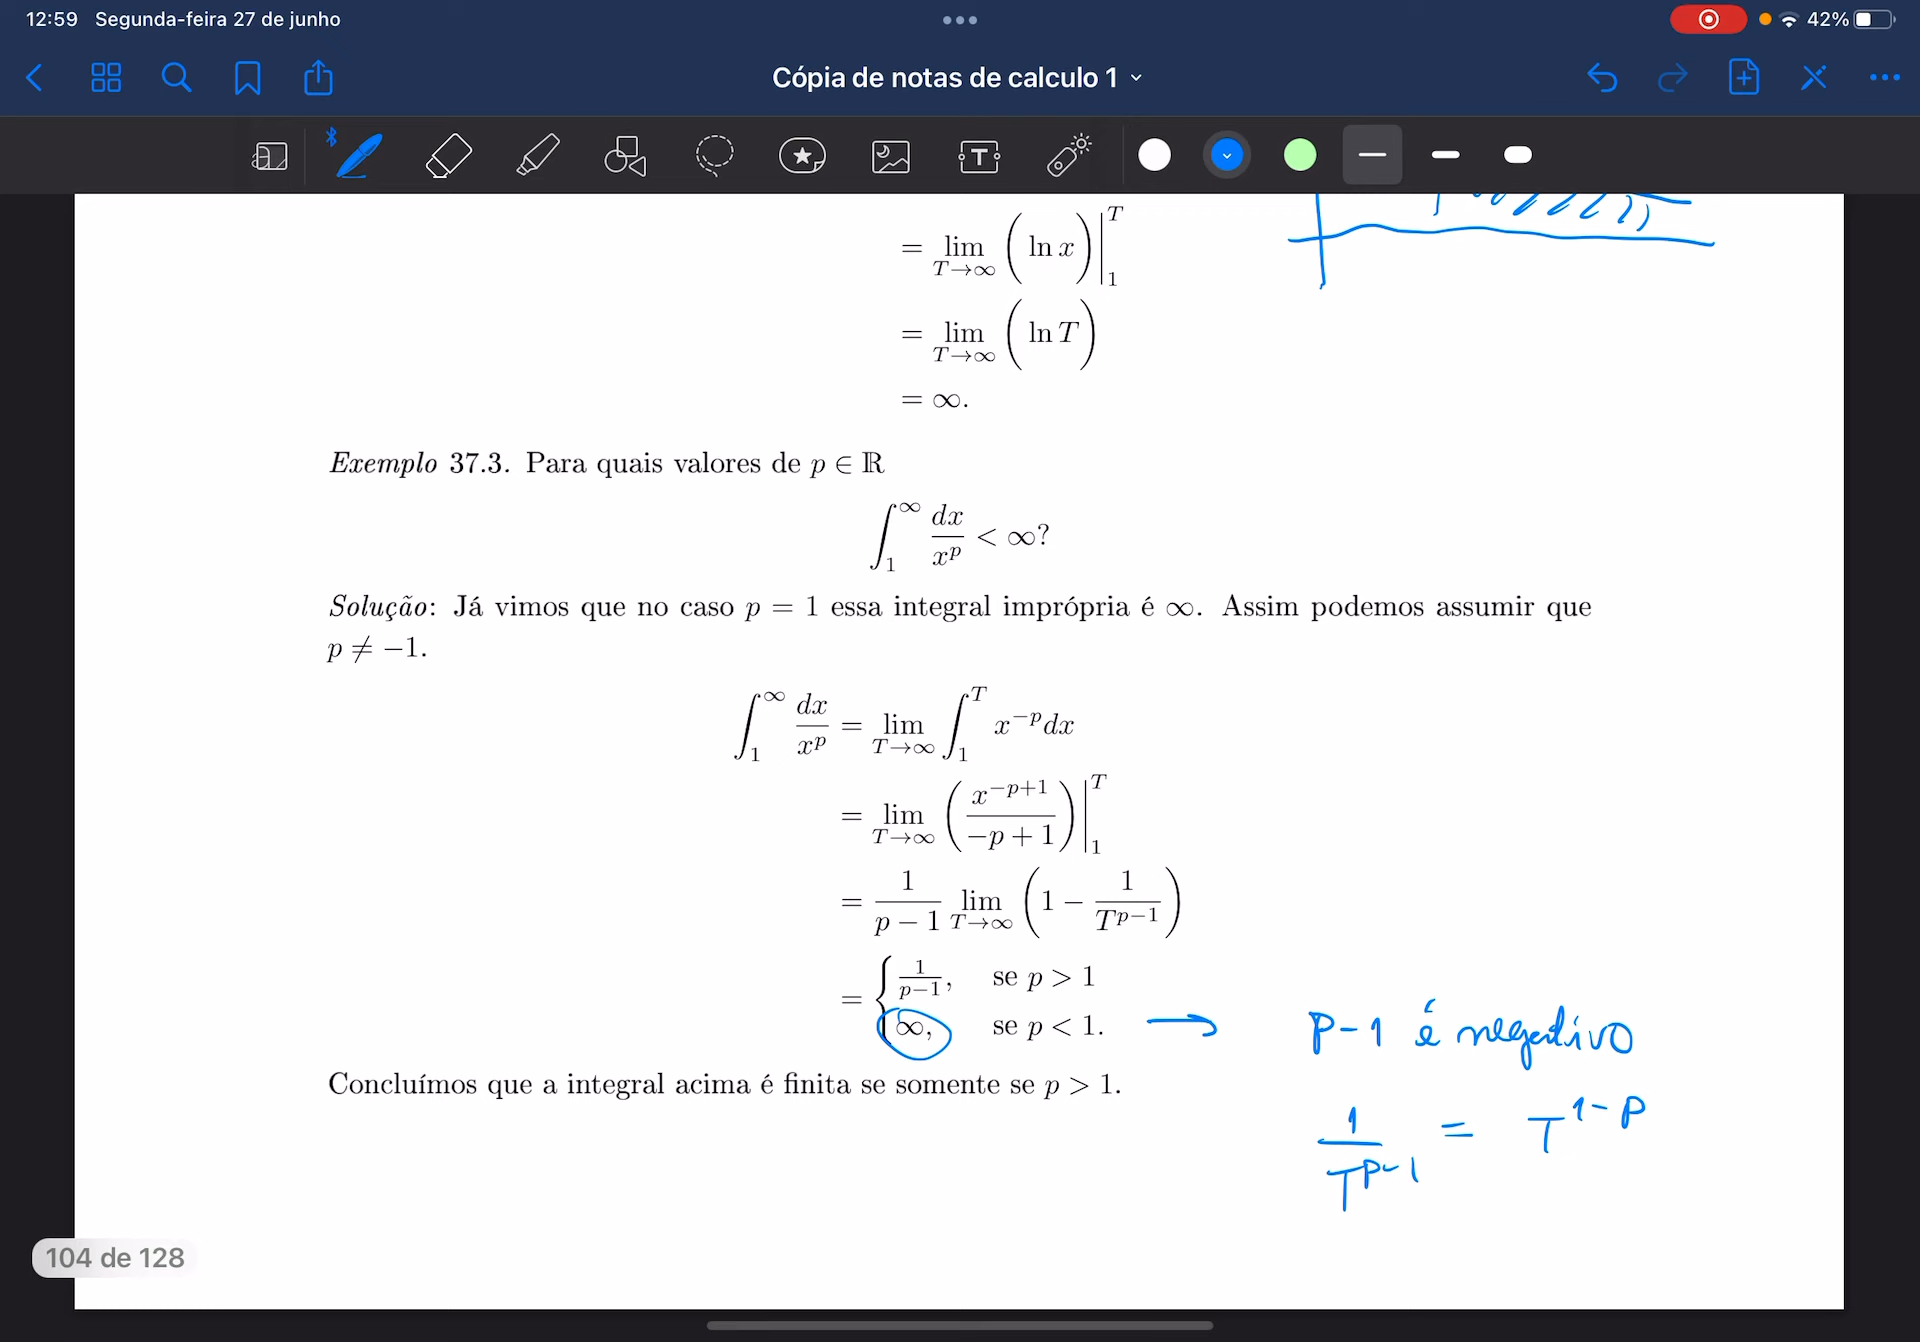 12:59 Segunda-feira 27 de junho
42%
Cópia de notas de calculo 1
= lim_{T→∞} ( ln x ) |_1^T
= lim_{T→∞} ( ln T )
= ∞.
Exemplo 37.3. Para quais valores de p ∈ ℝ
∫_1^∞ dx/x^p < ∞?
Solução: Já vimos que no caso p = 1 essa integral imprópria é ∞. Assim podemos assumir que
p ≠ −1.
∫_1^∞ dx/x^p = lim_{T→∞} ∫_1^T x^{−p}dx
= lim_{T→∞} ( x^{−p+1}/(−p + 1) ) |_1^T
= 1/(p − 1) lim_{T→∞} ( 1 − 1/T^{p−1} )
= { 1/(p−1), se p > 1
∞, se p < 1. → p-1 é negativo
Concluímos que a integral acima é finita se somente se p > 1.
1/T^{p-1} = T^{1-p}
104 de 128